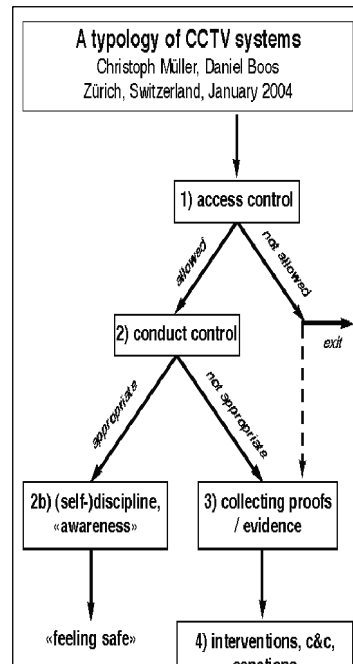 A typology of CCTV systems
Christoph Müller, Daniel Boos
Zürich, Switzerland, January 2004
1) access control
allowed
not allowed
2) conduct control
exit
appropriate
not appropriate
2b) (self-)discipline,
«awareness»
3) collecting proofs
/ evidence
«feeling safe»
4) interventions, c&c,